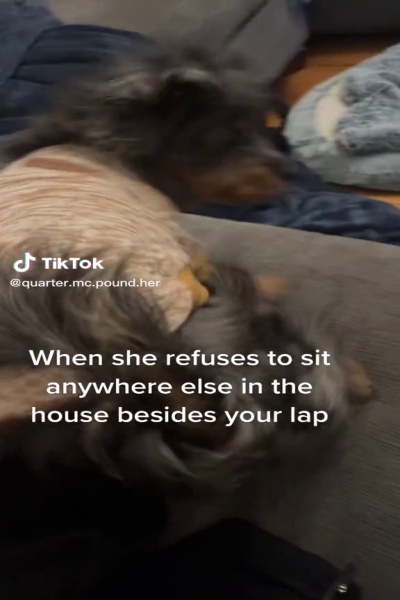 TikTok
@quarter.mc.pound.her
When she refuses to sit
anywhere else in the
house besides your lap